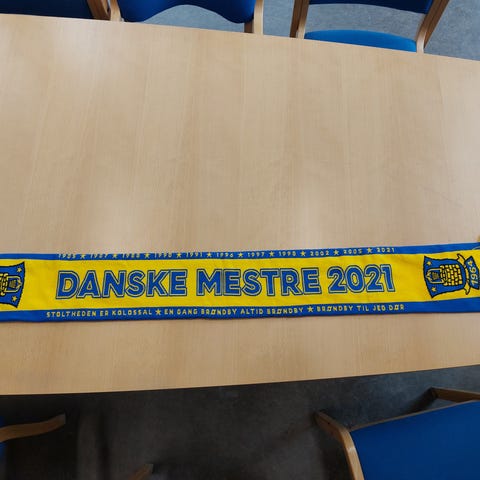 1985 ★ 1987 ★ 1988 ★ 1990 ★ 1991 ★ 1996 ★ 1997 ★ 1998 ★ 2002 ★ 2005 ★ 2021
DANSKE MESTRE 2021
STOLTHEDEN ER KOLOSSAL ★ EN GANG BRØNDBY ALTID BRØNDBY ★ BRØNDBY TIL JEG DØR